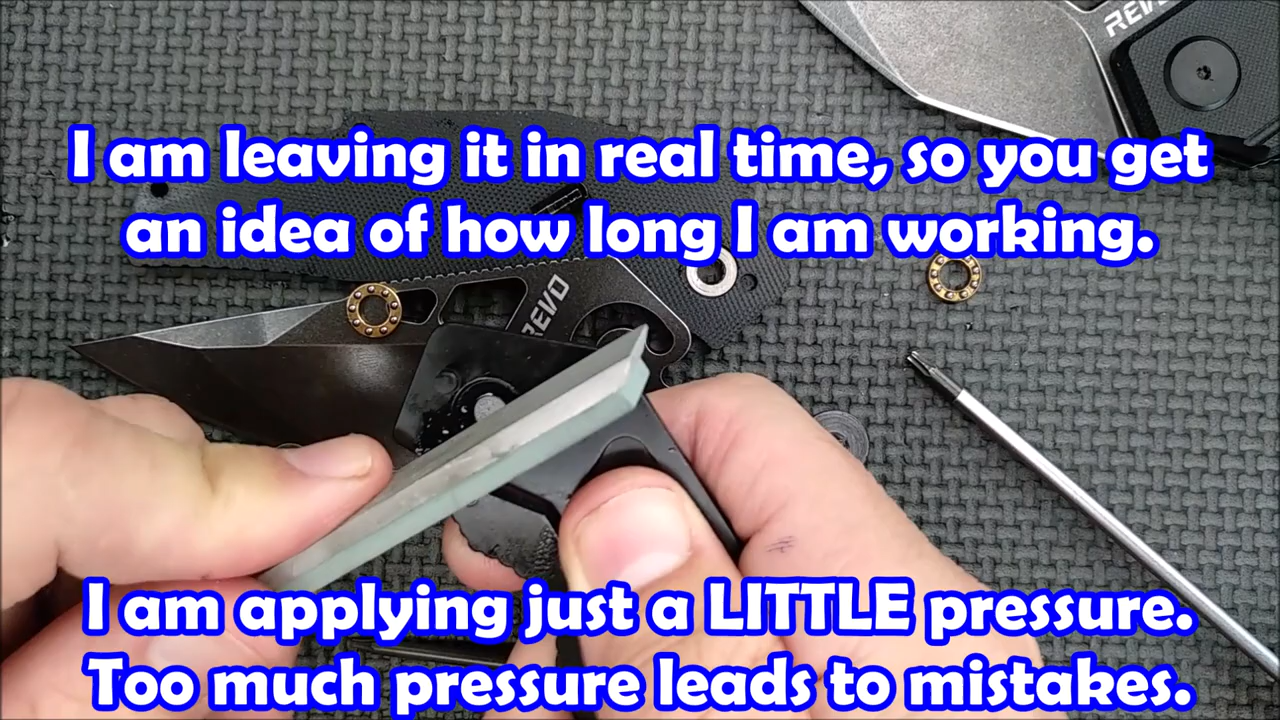 REVO
I am leaving it in real time, so you get
an idea of how long I am working.
REVO
I am applying just a LITTLE pressure.
Too much pressure leads to mistakes.